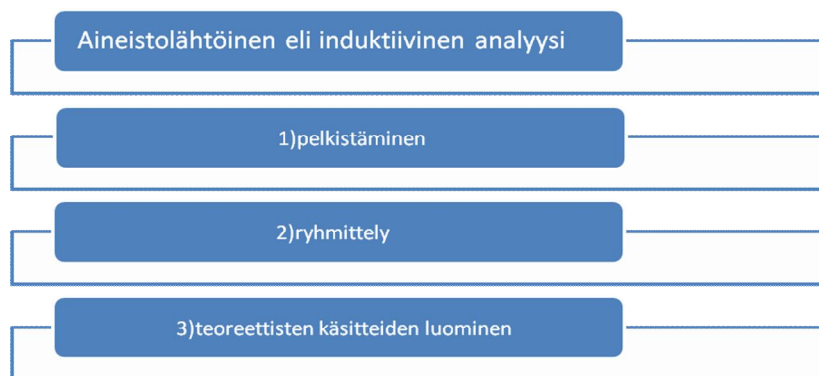 Aineistolähtöinen eli induktiivinen analyysi
1)pelkistäminen
2)ryhmittely
3)teoreettisten käsitteiden luominen